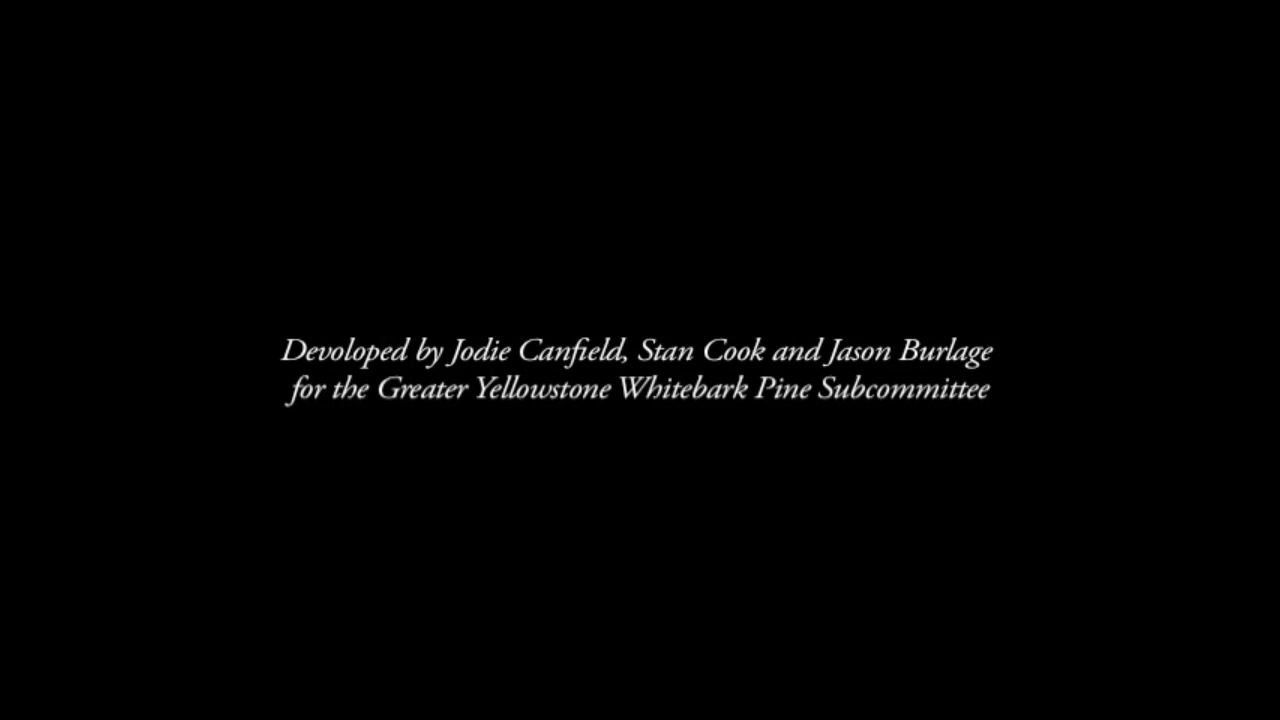 Devoloped by Jodie Canfield, Stan Cook and Jason Burlage
for the Greater Yellowstone Whitebark Pine Subcommittee